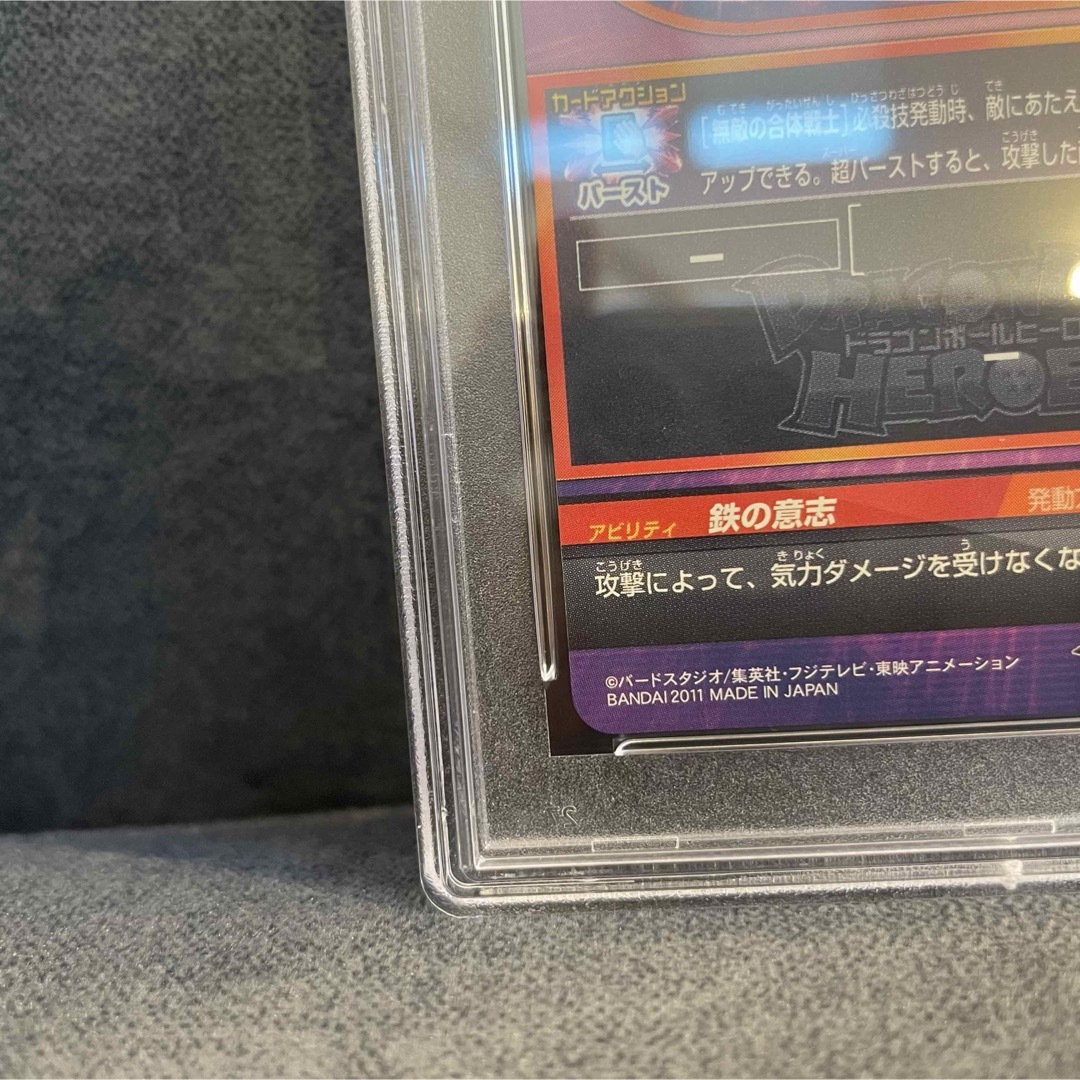 カードアクション
バースト
[無敵の合体戦士]必殺技発動時、敵にあたえ
アップできる。超バーストすると、攻撃した
ー
DRAGON
ドラゴンボールヒーロ
HEROE
ー
アビリティ 鉄の意志 発動
攻撃によって、気力ダメージを受けなくな
©バードスタジオ/集英社・フジテレビ・東映アニメーション
BANDAI 2011 MADE IN JAPAN